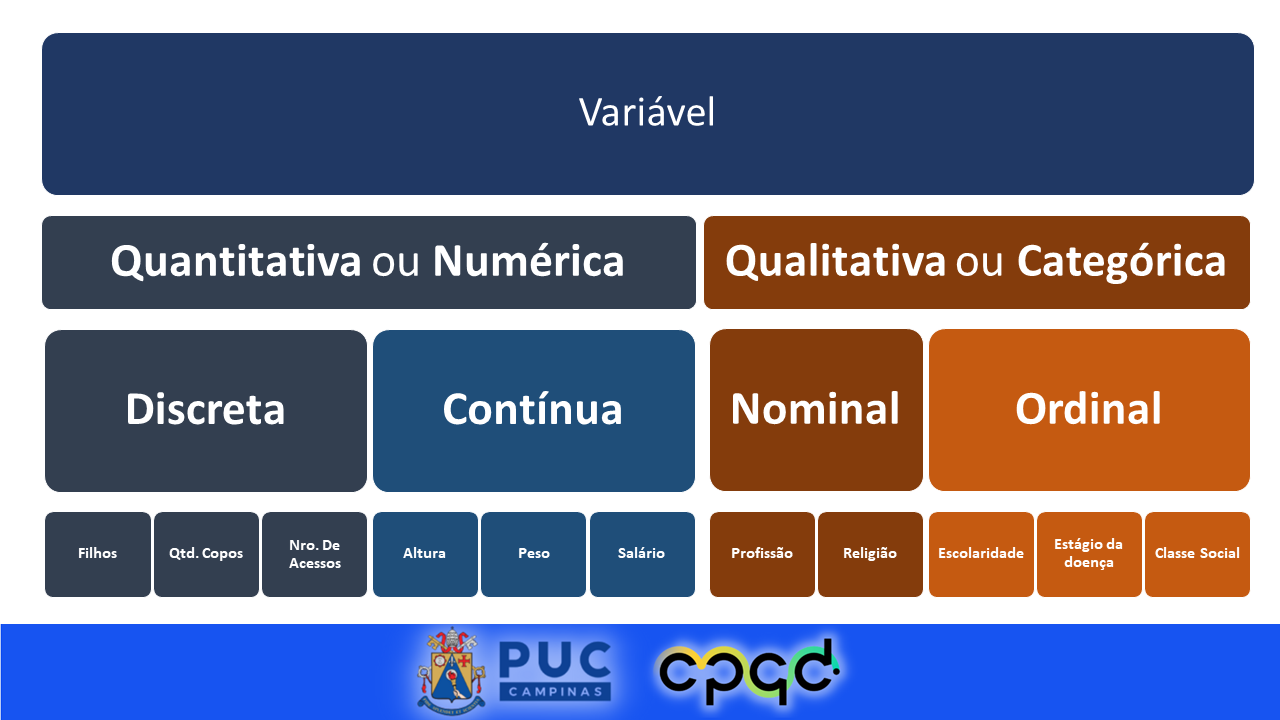 Variável
Quantitativa ou Numérica
Qualitativa ou Categórica
Discreta
Contínua
Nominal
Ordinal
Filhos
Qtd. Copos
Nro. De
Acessos
Altura
Peso
Salário
Profissão
Religião
Escolaridade
Estágio da
doença
Classe Social
PUC
CAMPINAS
cpqd